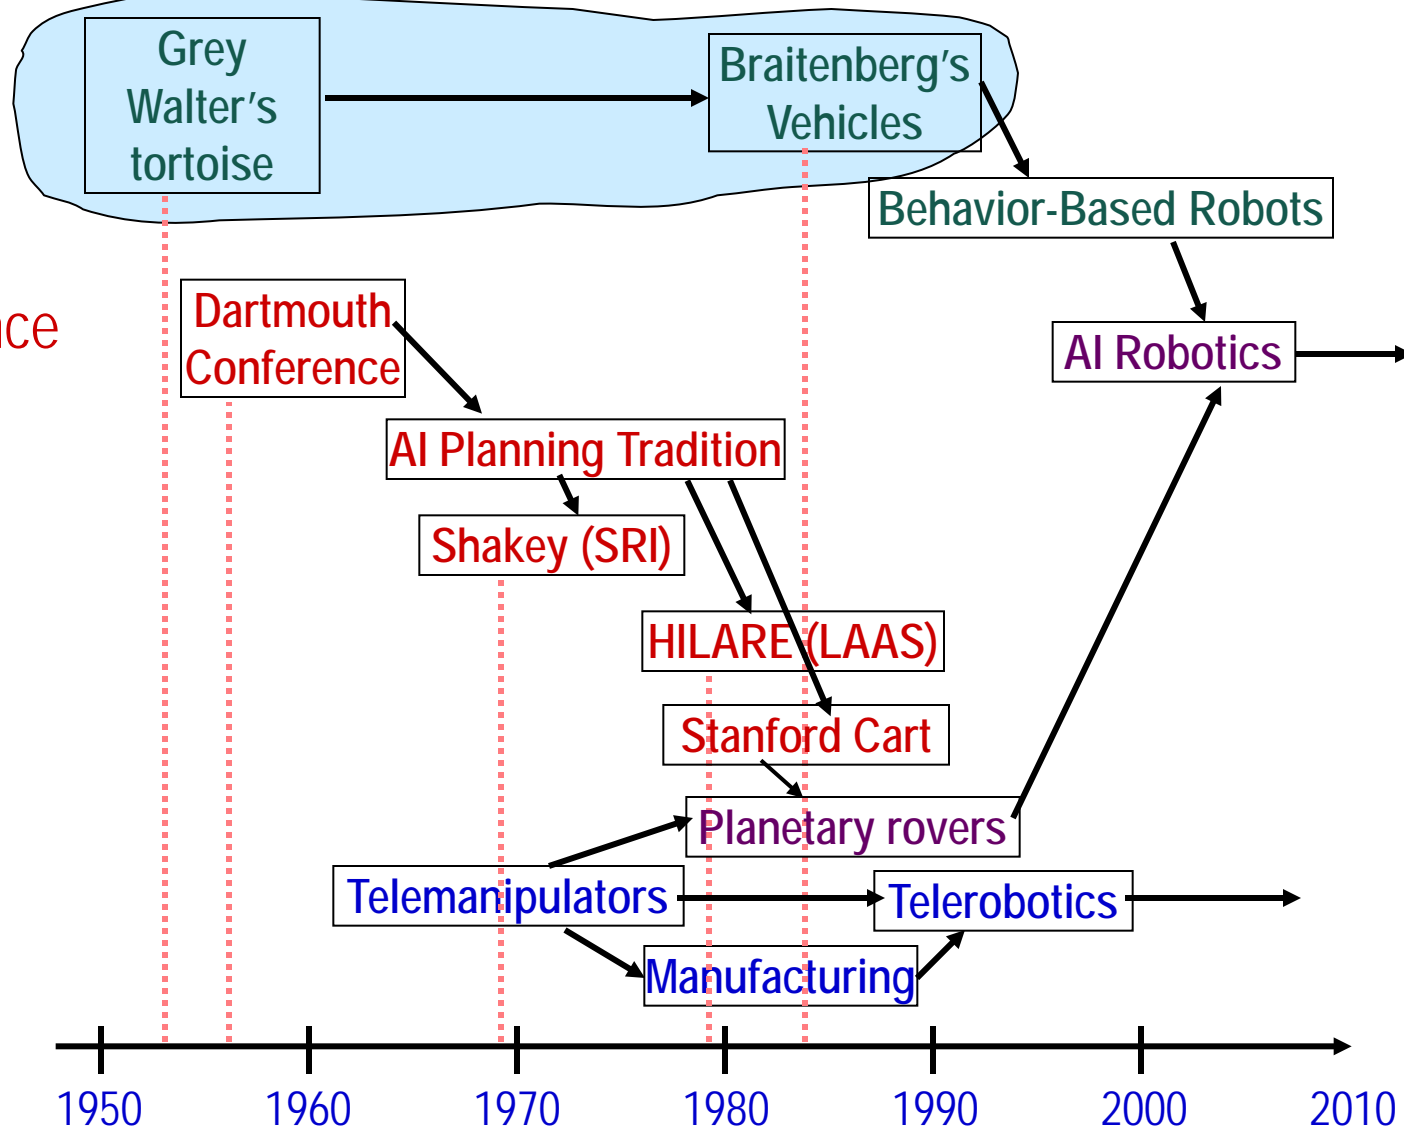 Grey
Walter's
tortoise
Braitenberg's
Vehicles
Behavior-Based Robots
Dartmouth
Conference
AI Robotics
AI Planning Tradition
Shakey (SRI)
HILARE (LAAS)
Stanford Cart
Planetary rovers
Telemanipulators
Telerobotics
Manufacturing
1950 1960 1970 1980 1990 2000 2010